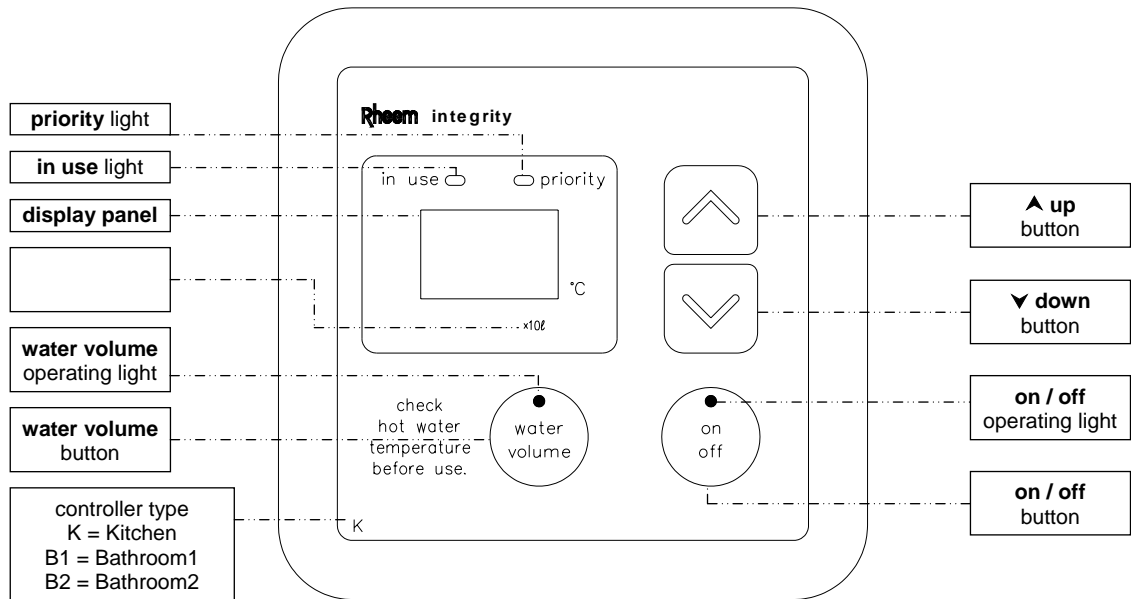 priority light
in use light
display panel
water volume
operating light
water volume
button
controller type
K = Kitchen
B1 = Bathroom1
B2 = Bathroom2
Rheem integrity
in use
priority
°C
x10ℓ
check
hot water
temperature
before use.
water
volume
on
off
K
up
button
down
button
on / off
operating light
on / off
button